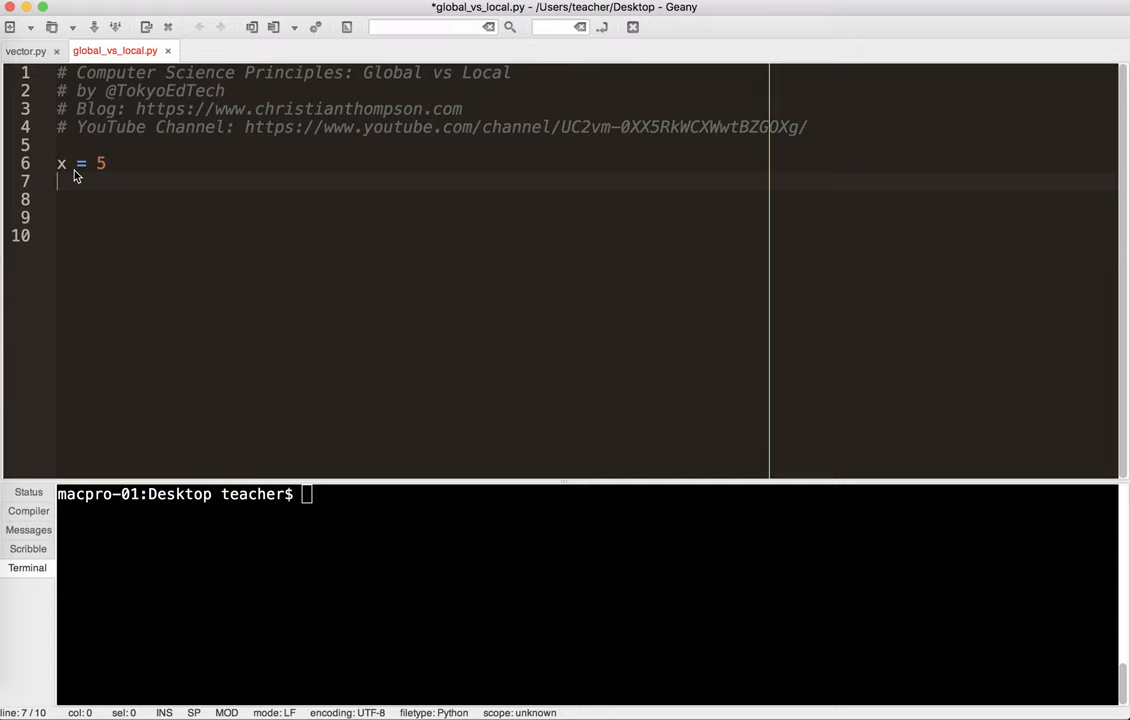 *global_vs_local.py - /Users/teacher/Desktop - Geany
vector.py × global_vs_local.py ×
1 # Computer Science Principles: Global vs Local
2 # by @TokyoEdTech
3 # Blog: https://www.christianthompson.com
4 # YouTube Channel: https://www.youtube.com/channel/UC2vm-0XX5RkWCXWwtBZGOXg/
5
6 x = 5
7
8
9
10
Status
Compiler
Messages
Scribble
Terminal
macpro-01:Desktop teacher$
line: 7 / 10 col: 0 sel: 0 INS SP MOD mode: LF encoding: UTF-8 filetype: Python scope: unknown